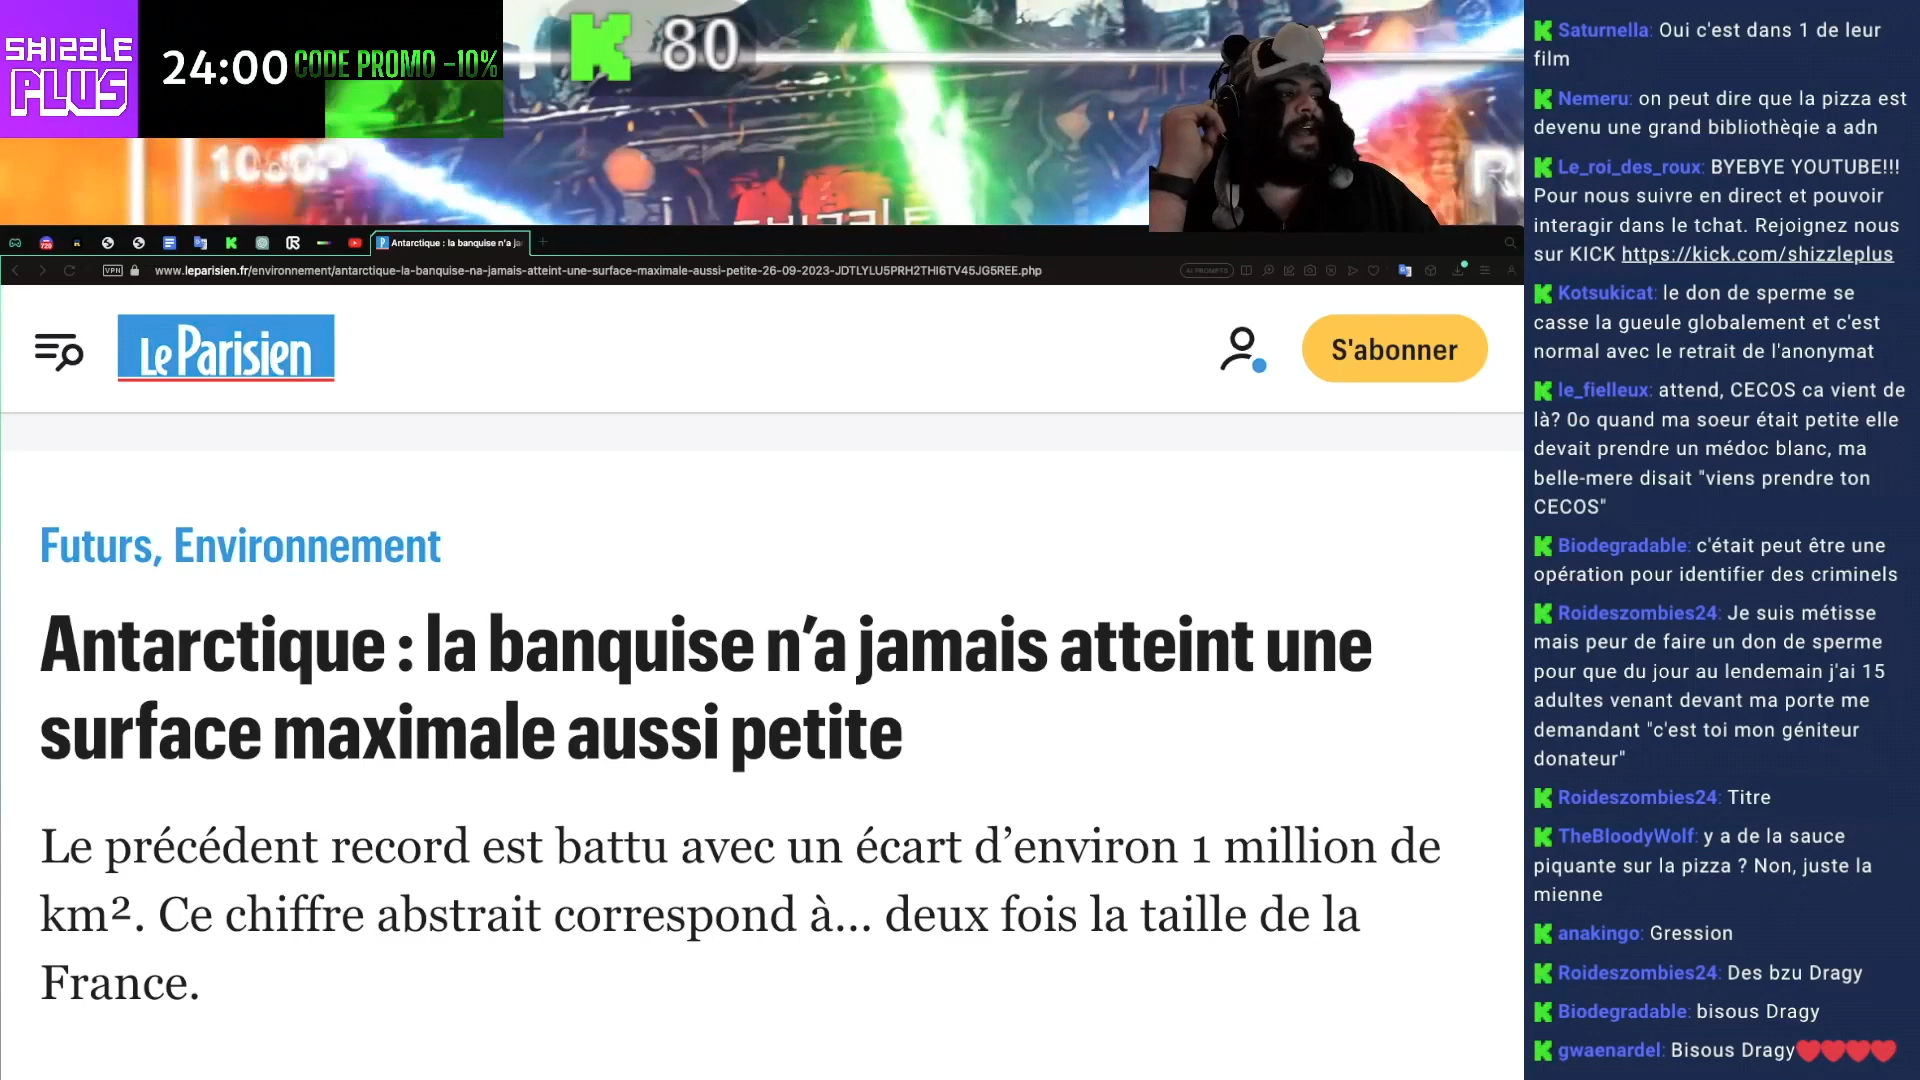 SHIZZLE
PLUS
24:00
CODE PROMO -10%
80
Antarctique : la banquise n'a ja
VPN
www.leparisien.fr/environnement/antarctique-la-banquise-na-jamais-atteint-une-surface-maximale-aussi-petite-26-09-2023-JDTLYLU5PRH2THI6TV45JG5REE.php
AI PROMPTS
Le Parisien
S'abonner
Futurs, Environnement
Antarctique : la banquise n'a jamais atteint une
surface maximale aussi petite
Le précédent record est battu avec un écart d'environ 1 million de
km². Ce chiffre abstrait correspond à... deux fois la taille de la
France.
Saturnella: Oui c'est dans 1 de leur
film
Nemeru: on peut dire que la pizza est
devenu une grand bibliothèqie a adn
Le_roi_des_roux: BYEBYE YOUTUBE!!!
Pour nous suivre en direct et pouvoir
interagir dans le tchat. Rejoignez nous
sur KICK https://kick.com/shizzleplus
Kotsukicat: le don de sperme se
casse la gueule globalement et c'est
normal avec le retrait de l'anonymat
le_fielleux: attend, CECOS ca vient de
là? 0o quand ma soeur était petite elle
devait prendre un médoc blanc, ma
belle-mere disait "viens prendre ton
CECOS"
Biodegradable: c'était peut être une
opération pour identifier des criminels
Roideszombies24: Je suis métisse
mais peur de faire un don de sperme
pour que du jour au lendemain j'ai 15
adultes venant devant ma porte me
demandant "c'est toi mon géniteur
donateur"
Roideszombies24: Titre
TheBloodyWolf: y a de la sauce
piquante sur la pizza ? Non, juste la
mienne
anakingo: Gression
Roideszombies24: Des bzu Dragy
Biodegradable: bisous Dragy
gwaenardel: Bisous Dragy❤❤❤❤